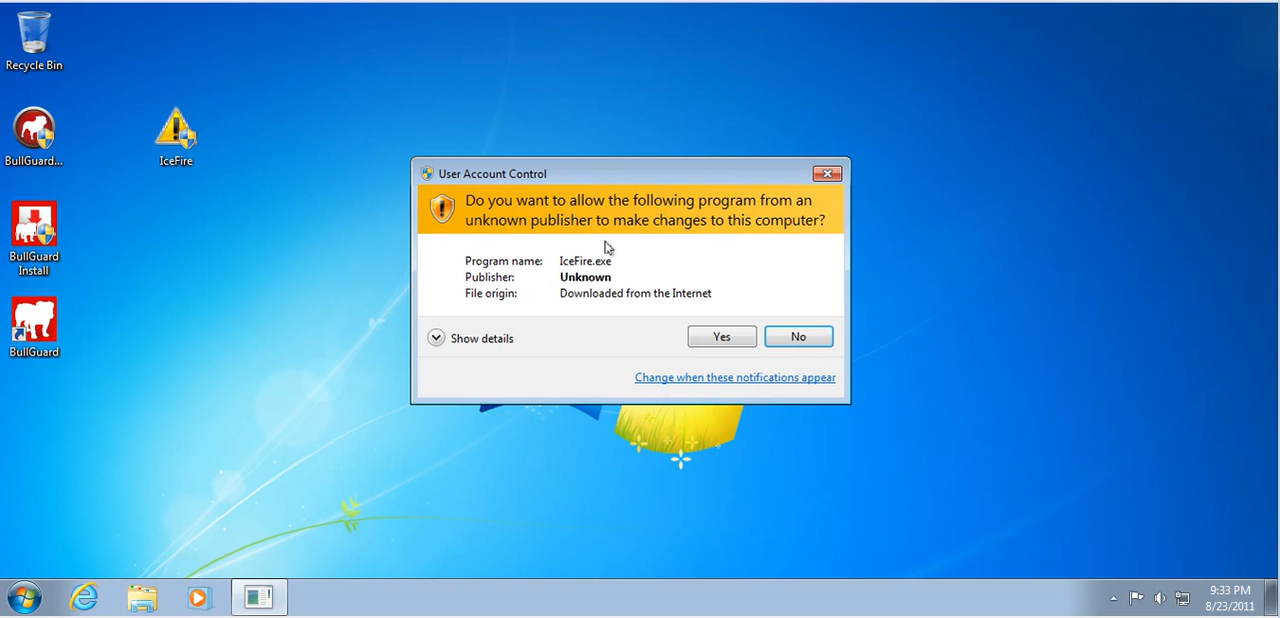 Recycle Bin
BullGuard...
IceFire
BullGuard
Install
BullGuard
User Account Control
Do you want to allow the following program from an
unknown publisher to make changes to this computer?
Program name: IceFire.exe
Publisher: Unknown
File origin: Downloaded from the Internet
Show details
Yes
No
Change when these notifications appear
9:33 PM
8/23/2011